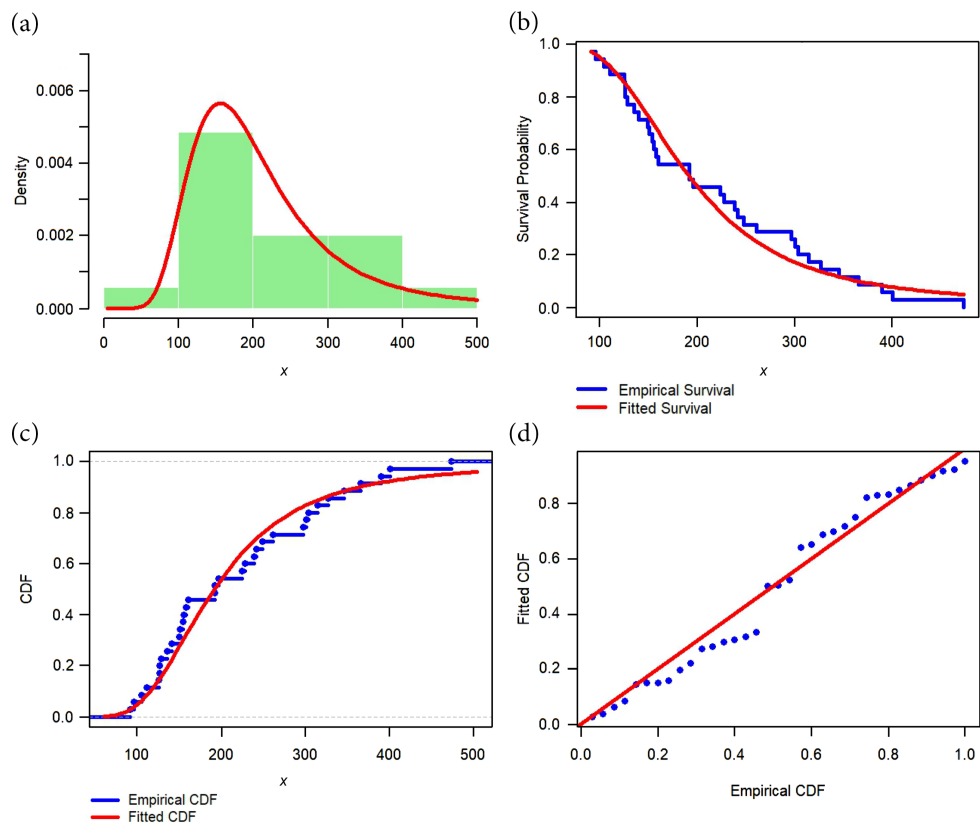 (a)
0.006
0.004
0.002
0.000
Density
0 100 200 300 400 500
x
(b)
1.0
0.8
0.6
0.4
0.2
0.0
Survival Probability
100 200 300 400
x
Empirical Survival
Fitted Survival
(c)
1.0
0.8
0.6
0.4
0.2
0.0
CDF
100 200 300 400 500
x
Empirical CDF
Fitted CDF
(d)
1.0
0.8
0.6
0.4
0.2
0.0
Fitted CDF
0.0 0.2 0.4 0.6 0.8 1.0
Empirical CDF